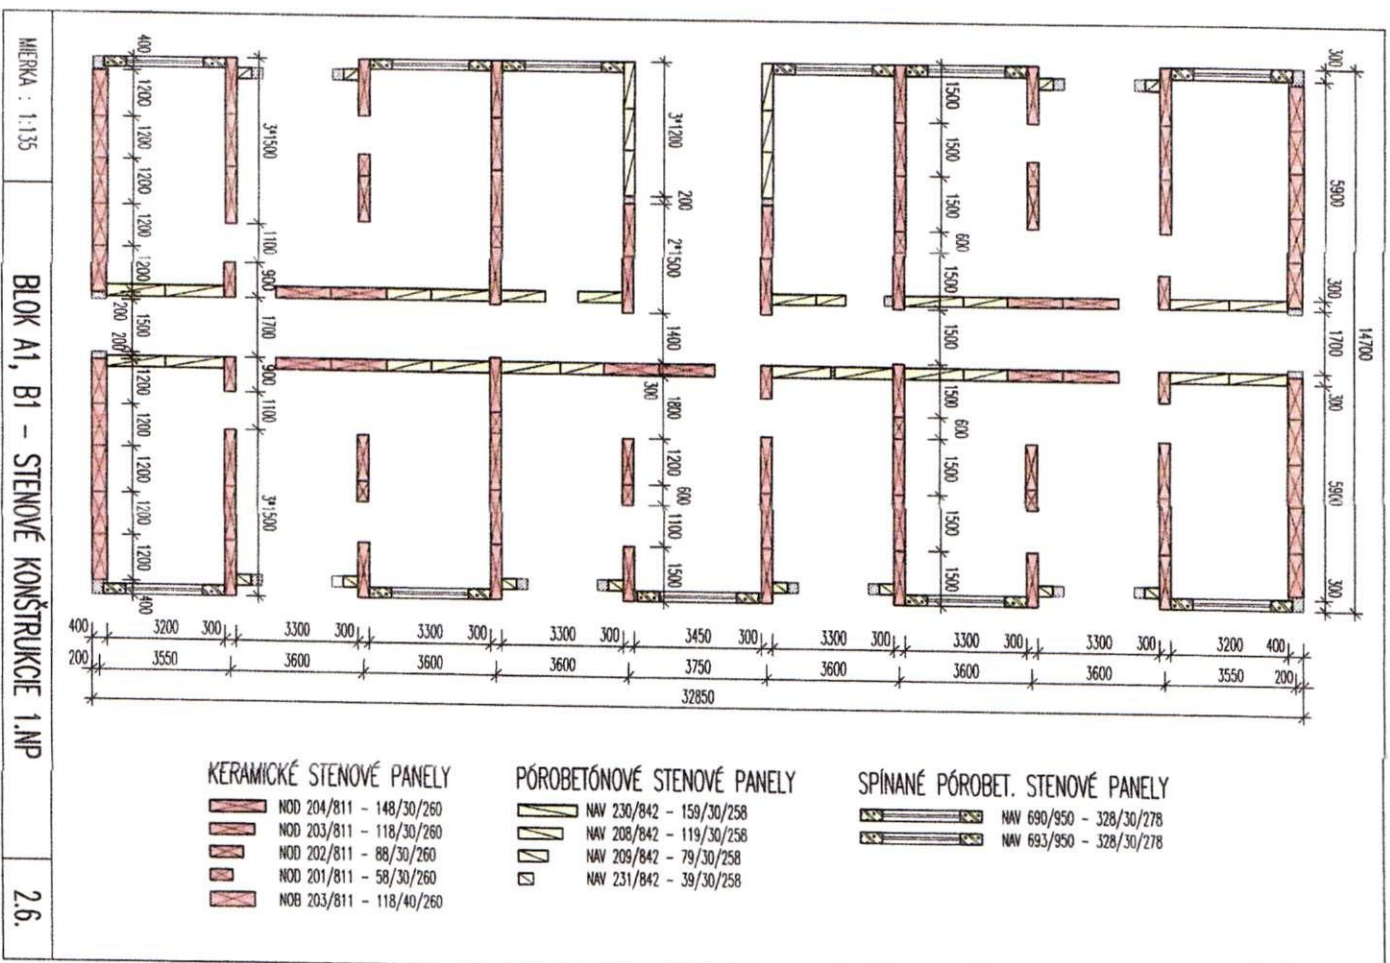 400
1200
1200
1200
1200
1200
200
1500
200
1200
1200
1200
1200
1200
400
3*1500
1100
900
1700
900
1100
3*1500
3*1200
200
2*1500
1400
300
1800
1200
600
1100
1500
1500
1500
1500
600
1500
1500
1500
600
1500
1500
1500
300
5900
300
1700
300
5900
300
14700
400 3200 300 3300 300 3300 300 3300 300 3450 300 3300 300 3300 300 3300 300 3200 400
200 3550 3600 3600 3600 3750 3600 3600 3600 3550 200
32850
KERAMICKÉ STENOVÉ PANELY
NOD 204/811 - 148/30/260
NOD 203/811 - 118/30/260
NOD 202/811 - 88/30/260
NOD 201/811 - 58/30/260
NOB 203/811 - 118/40/260
PÓROBETÓNOVÉ STENOVÉ PANELY
NAV 230/842 - 159/30/258
NAV 208/842 - 119/30/258
NAV 209/842 - 79/30/258
NAV 231/842 - 39/30/258
SPÍNANÉ PÓROBET. STENOVÉ PANELY
NAV 690/950 - 328/30/278
NAV 693/950 - 328/30/278
MIERKA : 1:135
BLOK A1, B1 - STENOVÉ KONŠTRUKCIE 1.NP
2.6.